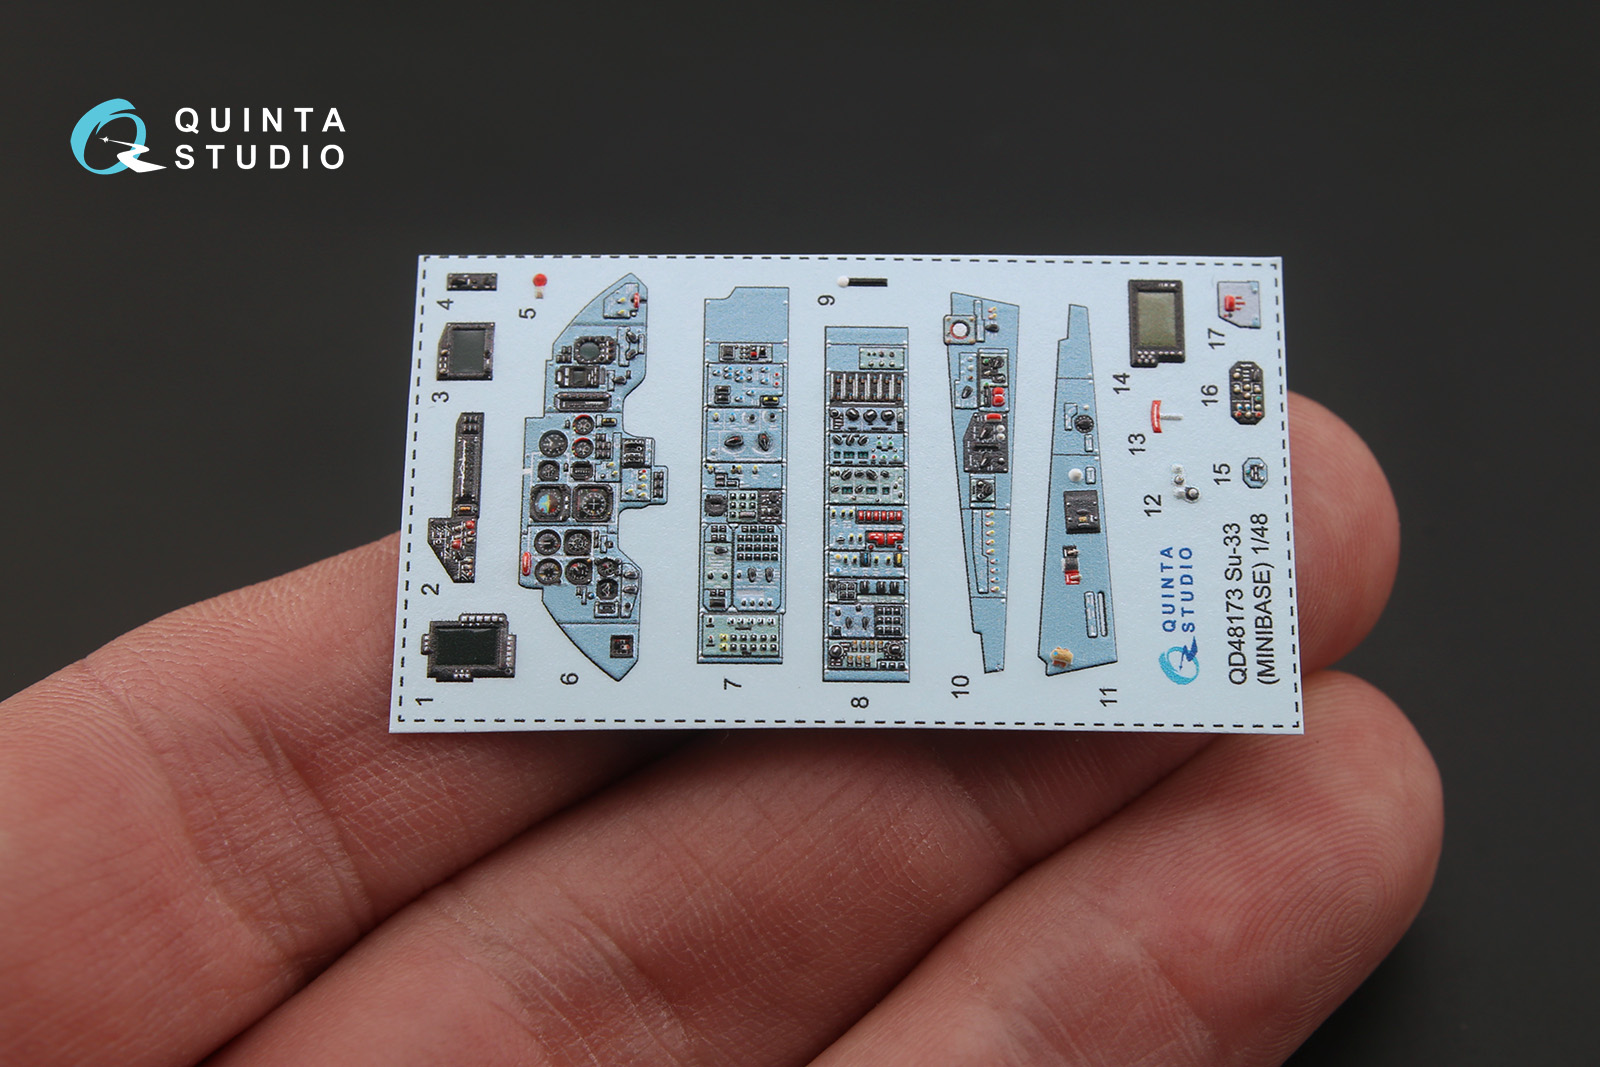 QUINTA
STUDIO
1
2
3
4
5
6
7
8
9
10
11
12
13
14
15
16
17
QUINTA
STUDIO
QD48173 Su-33
(MINIBASE) 1/48